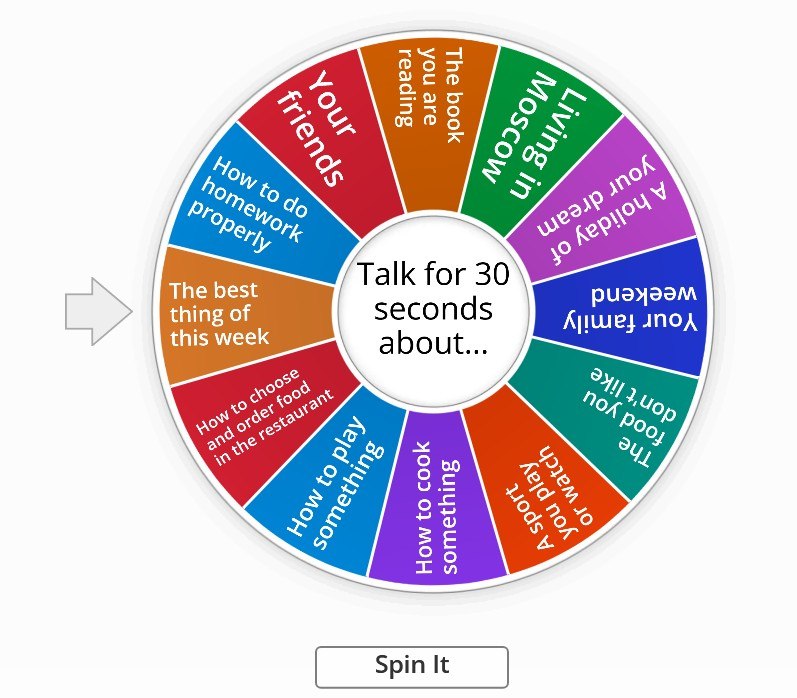 The book
you are
reading
Living in
Moscow
A holiday of
your dream
Your family
weekend
The
food you
don't like
A sport
you play
or watch
How to cook
something
How to play
something
How to choose
and order food
in the restaurant
The best
thing of
this week
How to do
homework
properly
Your
friends
Talk for 30
seconds
about...
Spin It